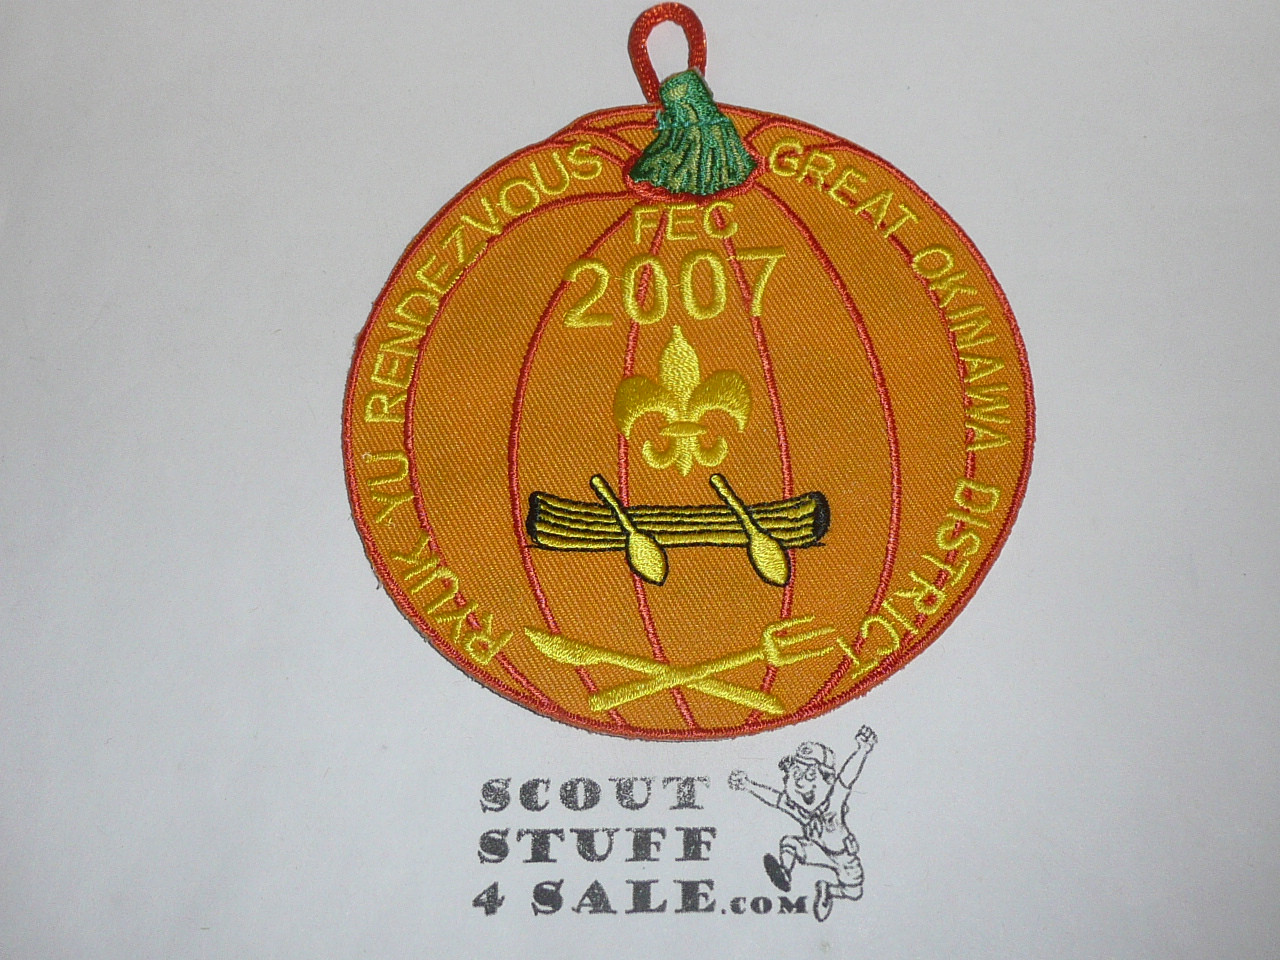 RYUK YU RENDEZVOUS
GREAT OKINAWA DISTRICT
FEC
2007
SCOUT
STUFF
4 SALE.COM